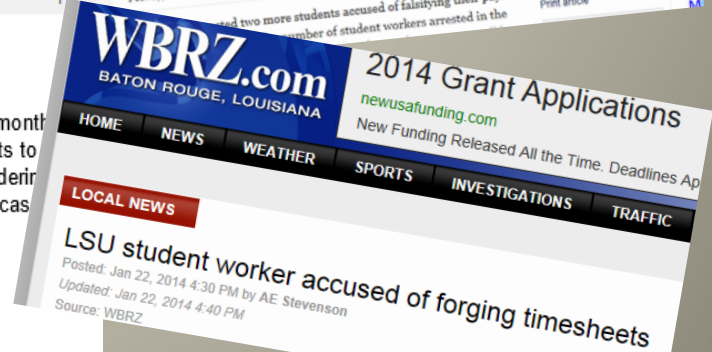 Print article
M
ted two more students accused of falsifying their pay
number of student workers arrested in the
month
ts to
derin
cas
WBRZ.com
BATON ROUGE, LOUISIANA
2014 Grant Applications
newusafunding.com
New Funding Released All the Time. Deadlines Ap
HOME NEWS WEATHER SPORTS INVESTIGATIONS TRAFFIC
LOCAL NEWS
LSU student worker accused of forging timesheets
Posted: Jan 22, 2014 4:30 PM by AE Stevenson
Updated: Jan 22, 2014 4:40 PM
Source: WBRZ